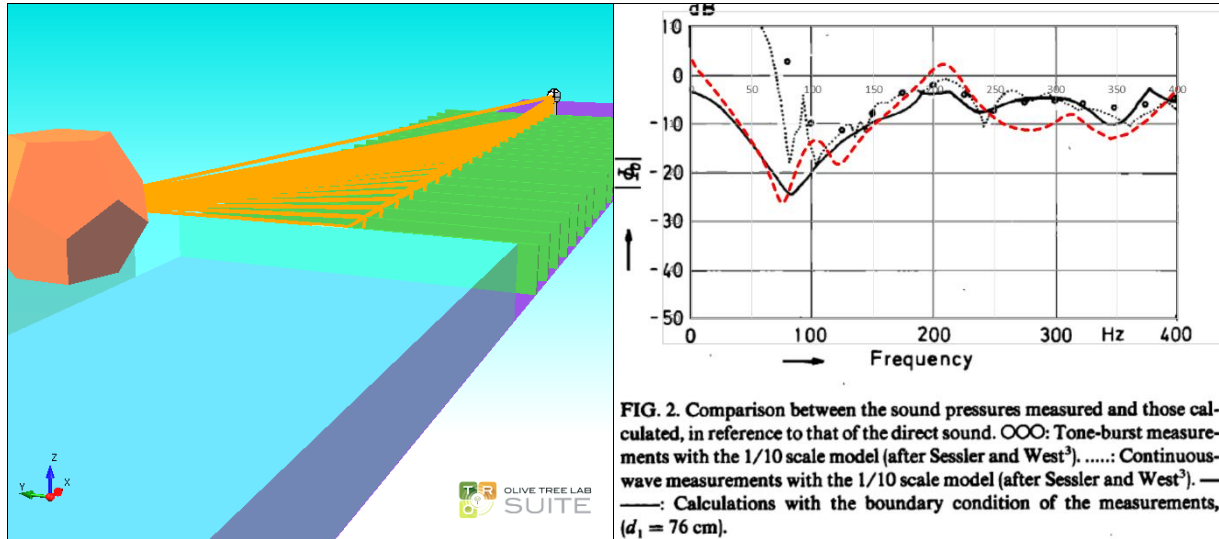 Z
Y
X
T
R
OLIVE TREE LAB
SUITE
dB
10
0
50
100
150
200
250
300
350
400
-10
-20
|Φ₀|
-30
-40
-50
0
100
200
300
Hz
400
Frequency
FIG. 2. Comparison between the sound pressures measured and those cal-
culated, in reference to that of the direct sound. OOO: Tone-burst measure-
ments with the 1/10 scale model (after Sessler and West³). .....: Continuous-
wave measurements with the 1/10 scale model (after Sessler and West³). —
——: Calculations with the boundary condition of the measurements,
(d₁ = 76 cm).